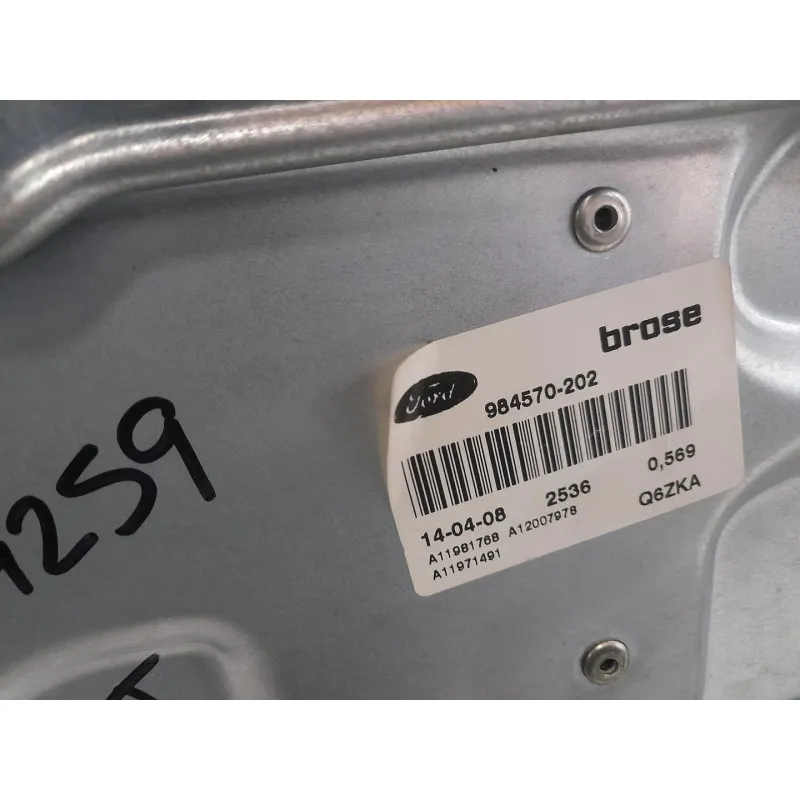 brose
Ford 984570-202
14-04-08 2536 0,569
A11981768 A12007978 Q6ZKA
A11971491
1259